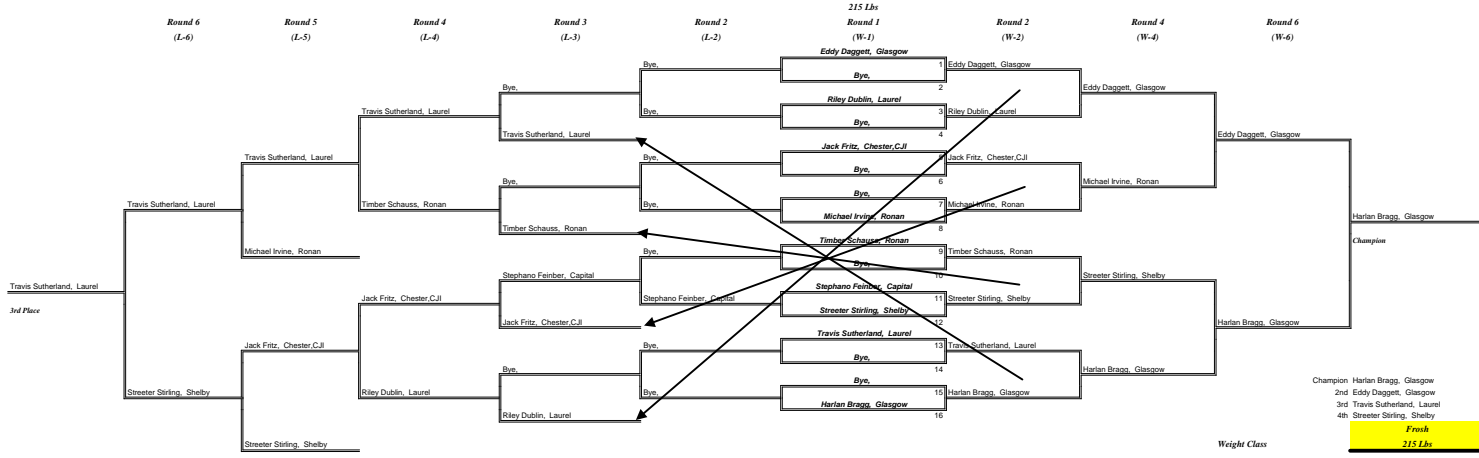 215 Lbs
Round 6 Round 5 Round 4 Round 3 Round 2 Round 1 Round 2 Round 4 Round 6
(L-6) (L-5) (L-4) (L-3) (L-2) (W-1) (W-2) (W-4) (W-6)
Eddy Daggett, Glasgow
Bye, 1 Eddy Daggett, Glasgow
Bye,
Bye, 2 Eddy Daggett, Glasgow
Riley Dublin, Laurel
Travis Sutherland, Laurel Bye, 3 Riley Dublin, Laurel
Bye,
Travis Sutherland, Laurel 4 Eddy Daggett, Glasgow
Jack Fritz, Chester,CJI
Travis Sutherland, Laurel Bye, 5 Jack Fritz, Chester,CJI
Bye,
Bye, 6 Michael Irvine, Ronan
Bye,
Travis Sutherland, Laurel Timber Schauss, Ronan Bye, 7 Michael Irvine, Ronan
Michael Irvine, Ronan
Harlan Bragg, Glasgow
Timber Schauss, Ronan 8
Timber Schauss, Ronan
Champion
Michael Irvine, Ronan Bye, 9 Timber Schauss, Ronan
Bye,
Stephano Feinber, Capital 10 Streeter Stirling, Shelby
Travis Sutherland, Laurel
Stephano Feinber, Capital
Jack Fritz, Chester,CJI Stephano Feinber, Capital 11 Streeter Stirling, Shelby
3rd Place
Streeter Stirling, Shelby
Jack Fritz, Chester,CJI 12 Harlan Bragg, Glasgow
Travis Sutherland, Laurel
Jack Fritz, Chester,CJI Bye, 13 Travis Sutherland, Laurel
Bye,
Bye, 14 Harlan Bragg, Glasgow
Bye,
Champion Harlan Bragg, Glasgow
Streeter Stirling, Shelby Riley Dublin, Laurel Bye, 15 Harlan Bragg, Glasgow
2nd Eddy Daggett, Glasgow
Harlan Bragg, Glasgow
3rd Travis Sutherland, Laurel
Riley Dublin, Laurel 16
4th Streeter Stirling, Shelby
Frosh
Streeter Stirling, Shelby
Weight Class 215 Lbs